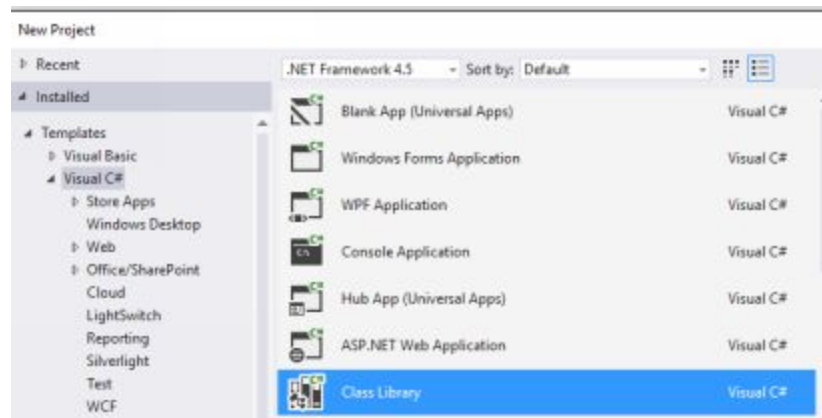 New Project
Recent
Installed
Templates
Visual Basic
Visual C#
Store Apps
Windows Desktop
Web
Office/SharePoint
Cloud
LightSwitch
Reporting
Silverlight
Test
WCF
.NET Framework 4.5 Sort by: Default
Blank App (Universal Apps) Visual C#
Windows Forms Application Visual C#
WPF Application Visual C#
Console Application Visual C#
Hub App (Universal Apps) Visual C#
ASP.NET Web Application Visual C#
Class Library Visual C#